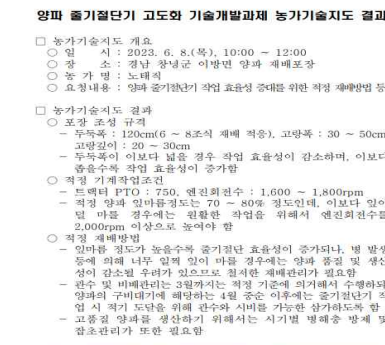 양파 줄기절단기 고도화 기술개발과제 농가기술지도 결과
□ 농가기술지도 개요
○ 일 시 : 2023. 6. 8.(목), 10:00 ~ 12:00
○ 장 소 : 경남 창녕군 이방면 양파 재배포장
○ 농 가 명 : 노태직
○ 요청내용 : 양파 줄기절단기 작업 효율성 증대를 위한 적정 재배방법 등
□ 농가기술지도 결과
○ 포장 조성 규격
- 두둑폭 : 120cm(6 ~ 8조식 재배 적응), 고랑폭 : 30 ~ 50cm
고랑깊이 : 20 ~ 30cm
- 두둑폭이 이보다 넓을 경우 작업 효율성이 감소하며, 이보다
좁을수록 작업 효율성이 증가함
○ 적정 기계작업조건
- 트랙터 PTO : 750, 엔진회전수 : 1,600 ~ 1,800rpm
- 적정 양파 잎마름정도는 70 ~ 80% 정도인데, 이보다 잎이
덜 마를 경우에는 원활한 작업을 위해서 엔진회전수를
2,000rpm 이상으로 높여야 함
○ 적정 재배방법
- 잎마름 정도가 높을수록 줄기절단 효율성이 증가되나, 병 발생
등에 의해 너무 일찍 잎이 마를 경우에는 양파 품질 및 생산
성이 감소될 우려가 있으므로 철저한 재배관리가 필요함
- 관수 및 비배관리는 3월까지는 적정 기준에 의거해서 수행하되
양파의 구비대기에 해당하는 4월 중순 이후에는 줄기절단기 작
업 시 적기 도달을 위해 관수와 시비를 가능한 삼가하도록 함
- 고품질 양파를 생산하기 위해서는 시기별 병해충 방제 및
잡초관리가 또한 필요함